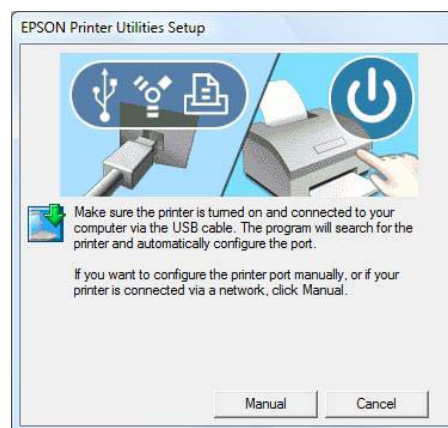 EPSON Printer Utilities Setup
Make sure the printer is turned on and connected to your
computer via the USB cable. The program will search for the
printer and automatically configure the port.
If you want to configure the printer port manually, or if your
printer is connected via a network, click Manual.
Manual Cancel